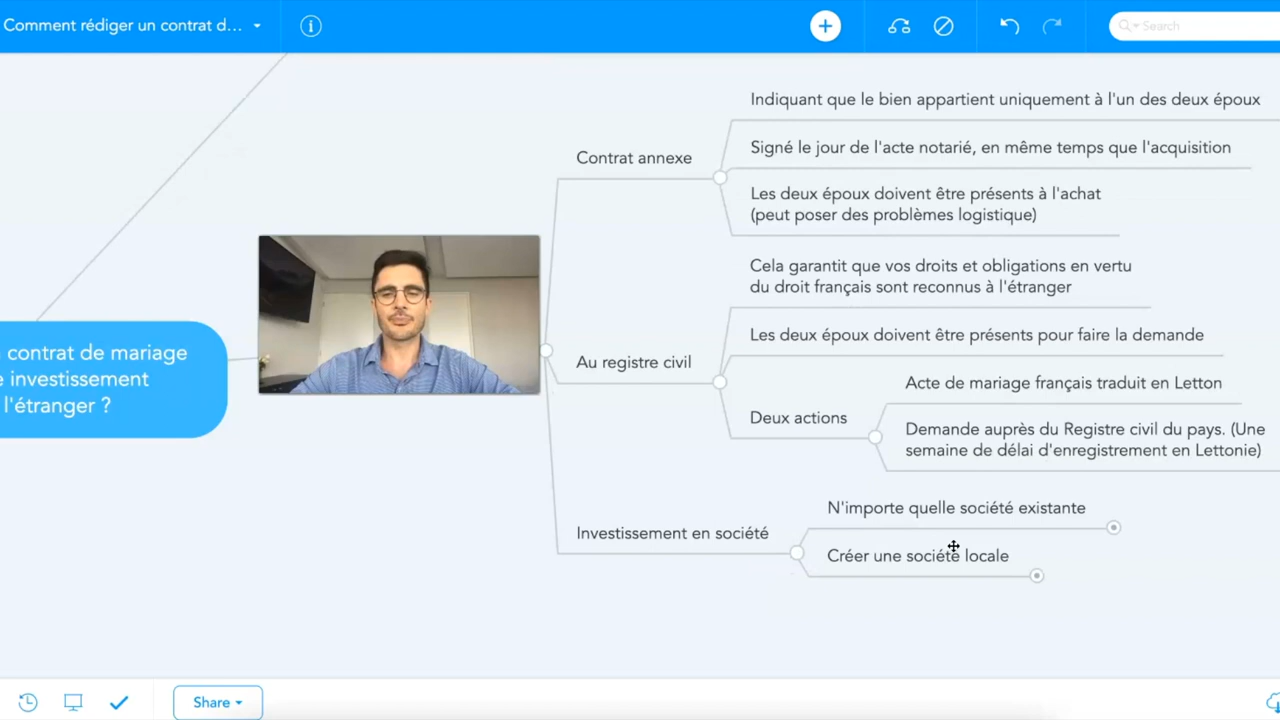 Comment rédiger un contrat d...
Search
Indiquant que le bien appartient uniquement à l'un des deux époux
Contrat annexe
Signé le jour de l'acte notarié, en même temps que l'acquisition
Les deux époux doivent être présents à l'achat
(peut poser des problèmes logistique)
Cela garantit que vos droits et obligations en vertu
du droit français sont reconnus à l'étranger
Au registre civil
Les deux époux doivent être présents pour faire la demande
Deux actions
Acte de mariage français traduit en Letton
Demande auprès du Registre civil du pays. (Une
semaine de délai d'enregistrement en Lettonie)
contrat de mariage
investissement
l'étranger ?
Investissement en société
N'importe quelle société existante
Créer une société locale
Share